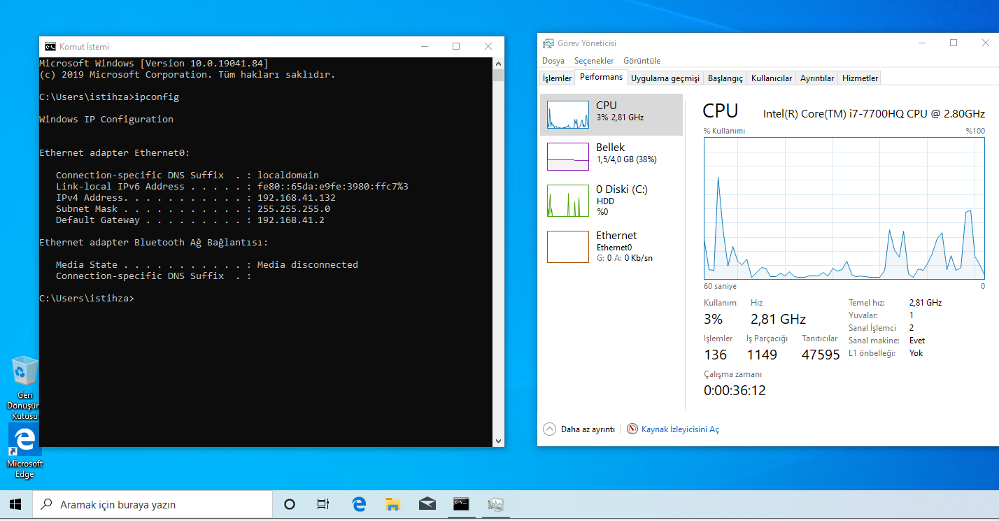 Komut İstemi
Microsoft Windows [Version 10.0.19041.84]
(c) 2019 Microsoft Corporation. Tüm hakları saklıdır.
C:\Users\istihza>ipconfig
Windows IP Configuration
Ethernet adapter Ethernet0:
Connection-specific DNS Suffix  . : localdomain
Link-local IPv6 Address . . . . . : fe80::65da:e9fe:3980:ffc7%3
IPv4 Address. . . . . . . . . . . : 192.168.41.132
Subnet Mask . . . . . . . . . . . : 255.255.255.0
Default Gateway . . . . . . . . . : 192.168.41.2
Ethernet adapter Bluetooth Ağ Bağlantısı:
Media State . . . . . . . . . . . : Media disconnected
Connection-specific DNS Suffix  . :
C:\Users\istihza>
Görev Yöneticisi
Dosya Seçenekler Görüntüle
İşlemler Performans Uygulama geçmişi Başlangıç Kullanıcılar Ayrıntılar Hizmetler
CPU
3% 2,81 GHz
Bellek
1,5/4,0 GB (38%)
0 Diski (C:)
HDD
%0
Ethernet
Ethernet0
G: 0 A: 0 Kb/sn
CPU Intel(R) Core(TM) i7-7700HQ CPU @ 2.80GHz
% Kullanımı %100
60 saniye 0
Kullanım Hız
3% 2,81 GHz
İşlemler İş Parçacığı Tanıtıcılar
136 1149 47595
Çalışma zamanı
0:00:36:12
Temel hız: 2,81 GHz
Yuvalar: 1
Sanal İşlemci 2
Sanal makine: Evet
L1 önbelleği: Yok
Daha az ayrıntı Kaynak İzleyicisini Aç
Geri
Dönüşüm
Kutusu
Microsoft
Edge
Aramak için buraya yazın